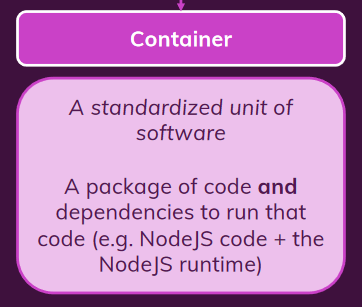 Container
A standardized unit of
software
A package of code and
dependencies to run that
code (e.g. NodeJS code + the
NodeJS runtime)